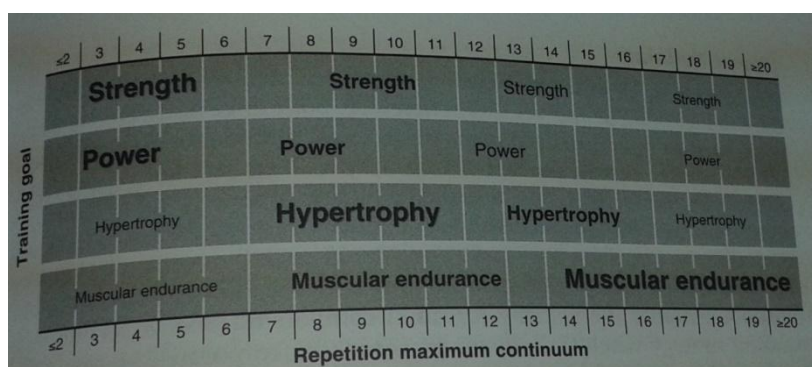 ≤2 3 4 5 6 7 8 9 10 11 12 13 14 15 16 17 18 19 ≥20
Strength Strength Strength Strength
Power Power Power Power
Hypertrophy Hypertrophy Hypertrophy Hypertrophy
Muscular endurance Muscular endurance Muscular endurance
≤2 3 4 5 6 7 8 9 10 11 12 13 14 15 16 17 18 19 ≥20
Repetition maximum continuum
Training goal